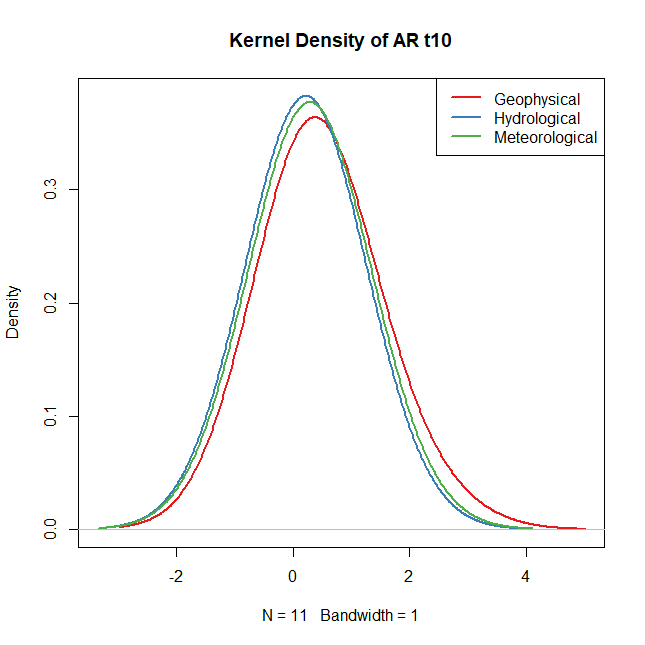 Kernel Density of AR t10
Geophysical
Hydrological
Meteorological
0.3
0.2
0.1
0.0
Density
-2 0 2 4
N = 11 Bandwidth = 1